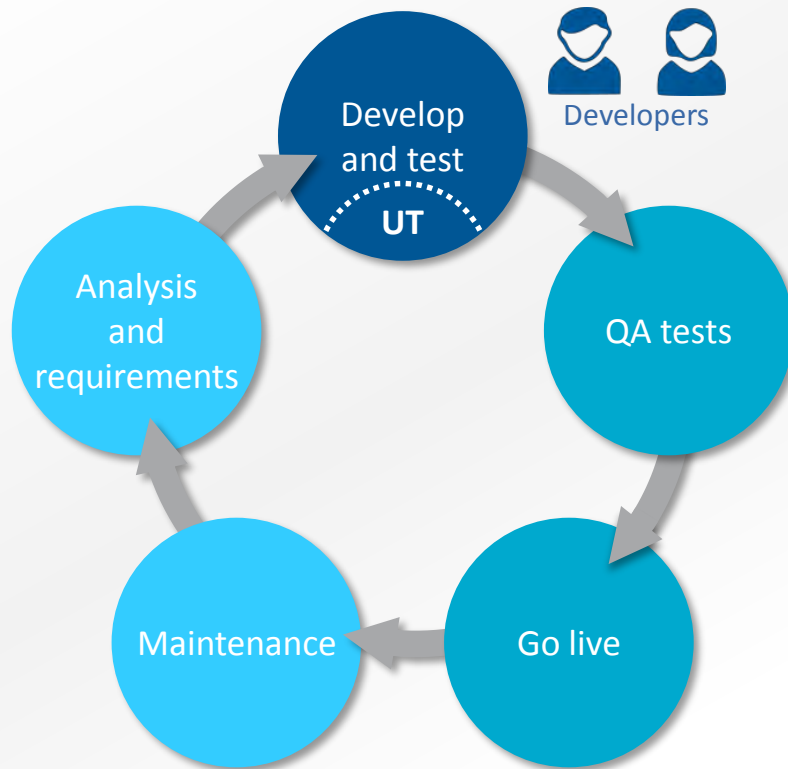 Developers
Develop
and test
UT
QA tests
Go live
Maintenance
Analysis
and
requirements